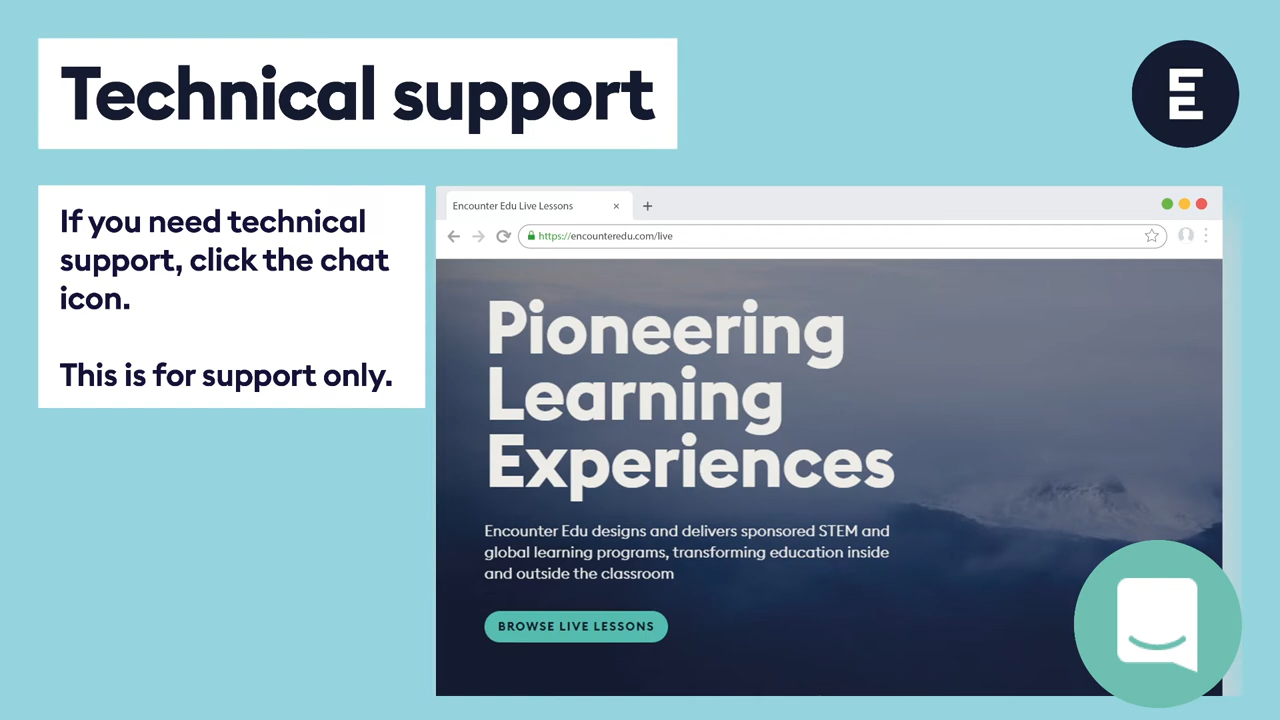 Technical support
If you need technical
support, click the chat
icon.
This is for support only.
Encounter Edu Live Lessons
https://encounteredu.com/live
Pioneering
Learning
Experiences
Encounter Edu designs and delivers sponsored STEM and
global learning programs, transforming education inside
and outside the classroom
BROWSE LIVE LESSONS